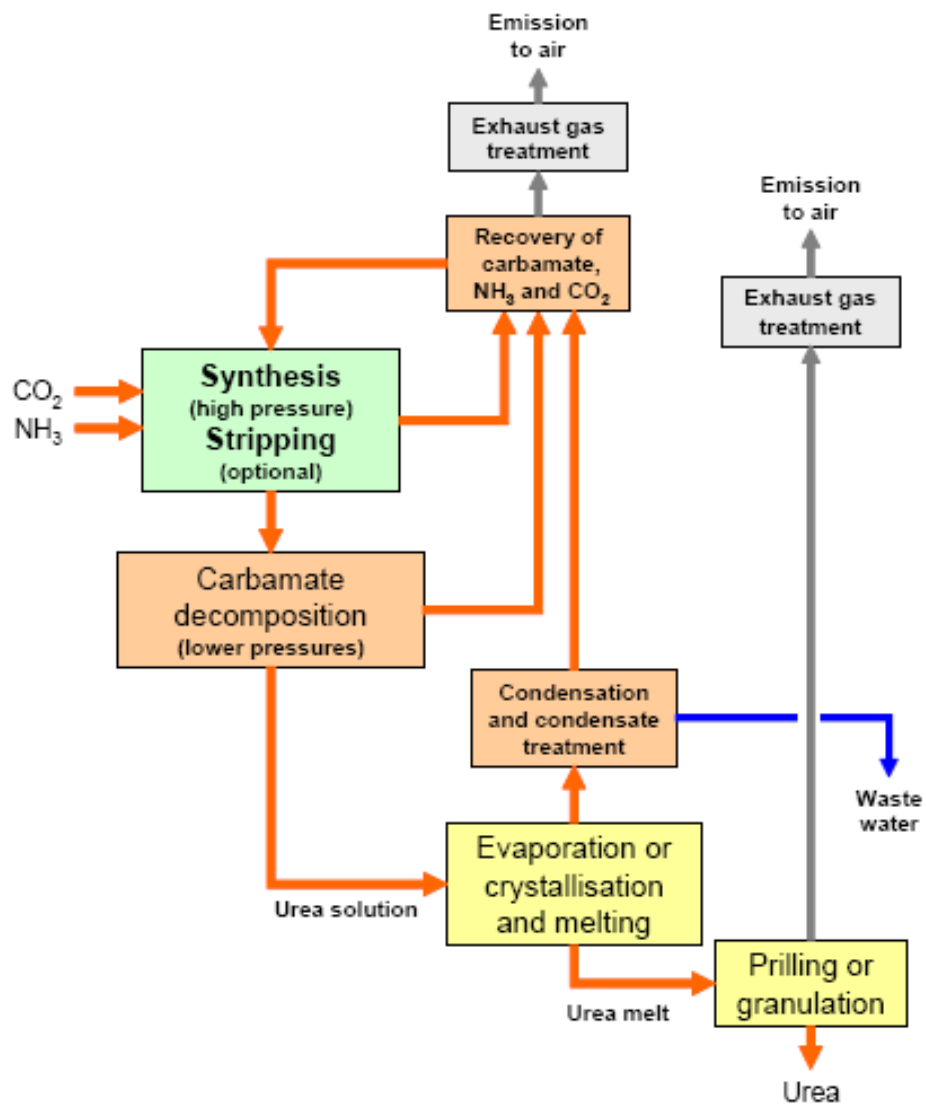 Emission
to air
Exhaust gas
treatment
Emission
to air
Recovery of
carbamate,
NH₃ and CO₂
Exhaust gas
treatment
CO₂
NH₃
Synthesis
(high pressure)
Stripping
(optional)
Carbamate
decomposition
(lower pressures)
Condensation
and condensate
treatment
Waste
water
Evaporation or
crystallisation
and melting
Urea solution
Prilling or
granulation
Urea melt
Urea